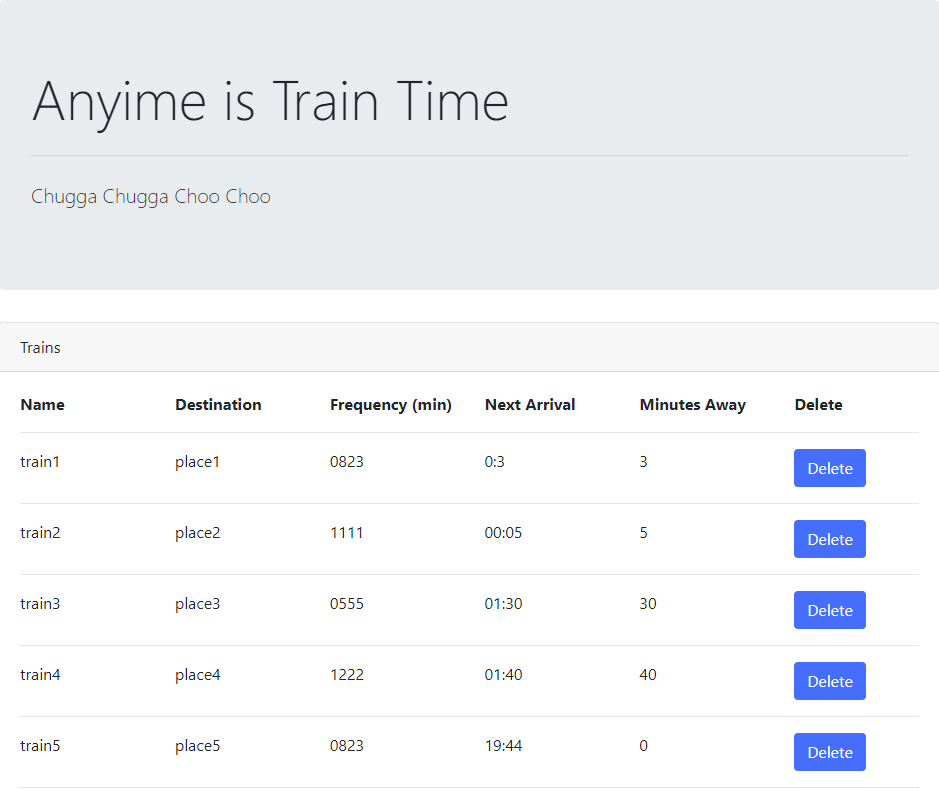 Anyime is Train Time
Chugga Chugga Choo Choo
Trains
Name Destination Frequency (min) Next Arrival Minutes Away Delete
train1 place1 0823 0:3 3 Delete
train2 place2 1111 00:05 5 Delete
train3 place3 0555 01:30 30 Delete
train4 place4 1222 01:40 40 Delete
train5 place5 0823 19:44 0 Delete